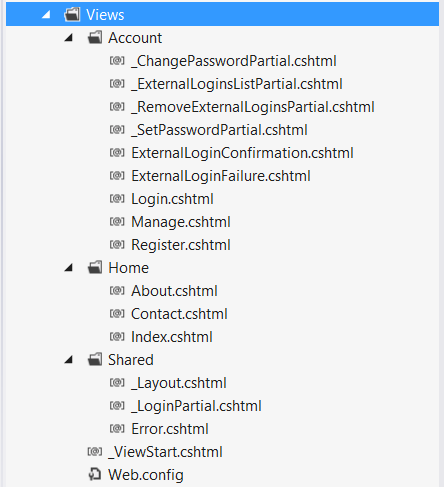 Views
Account
_ChangePasswordPartial.cshtml
_ExternalLoginsListPartial.cshtml
_RemoveExternalLoginsPartial.cshtml
_SetPasswordPartial.cshtml
ExternalLoginConfirmation.cshtml
ExternalLoginFailure.cshtml
Login.cshtml
Manage.cshtml
Register.cshtml
Home
About.cshtml
Contact.cshtml
Index.cshtml
Shared
_Layout.cshtml
_LoginPartial.cshtml
Error.cshtml
_ViewStart.cshtml
Web.config